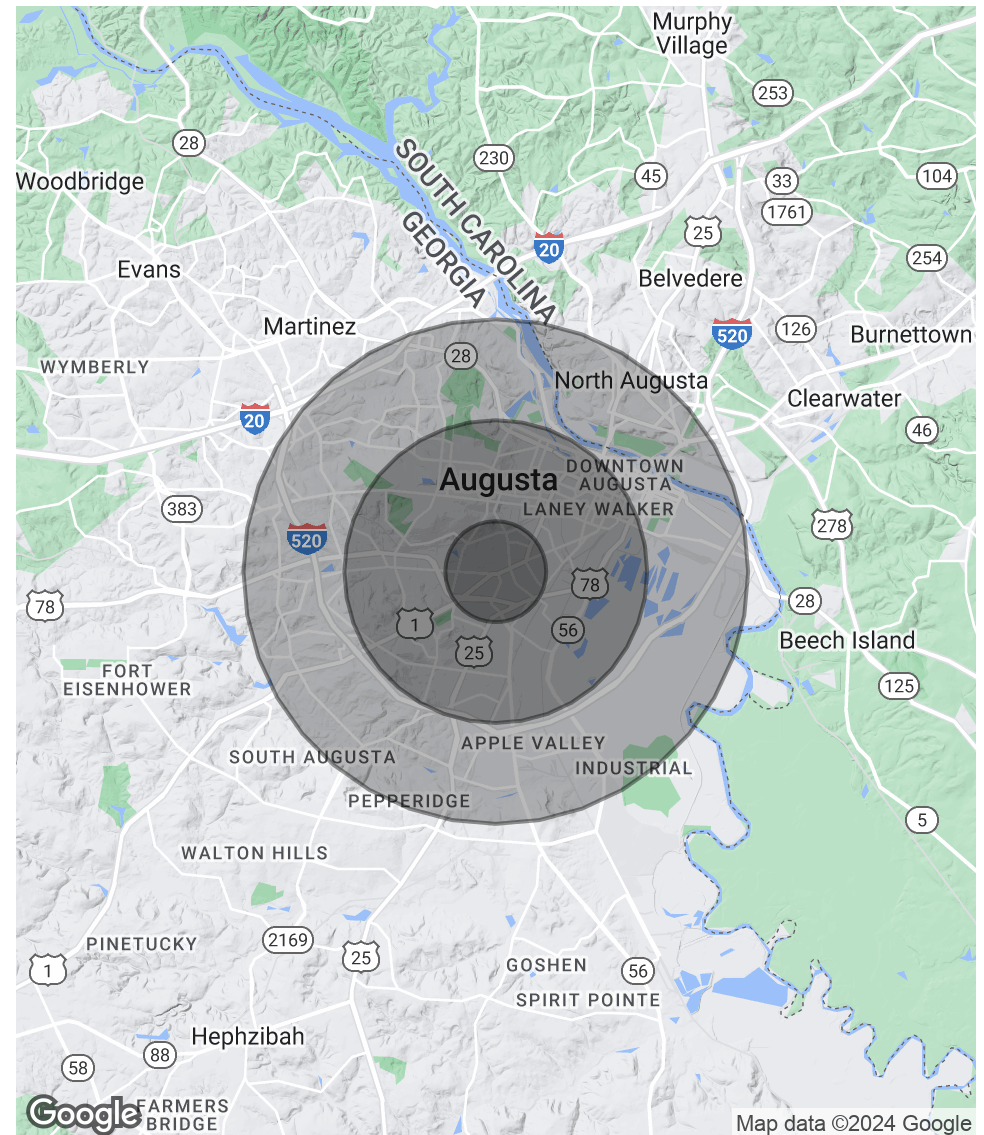 Murphy
Village
253
28
230
45
33
104
Woodbridge
1761
SOUTH CAROLINA
GEORGIA
25
20
254
Evans
Belvedere
Martinez
520
126
Burnettown
28
WYMBERLY
North Augusta
Clearwater
20
46
DOWNTOWN
AUGUSTA
Augusta
LANEY WALKER
383
278
520
78
78
28
1
56
Beech Island
25
FORT
EISENHOWER
125
APPLE VALLEY
SOUTH AUGUSTA
INDUSTRIAL
PEPPERIDGE
5
WALTON HILLS
PINETUCKY
2169
25
1
GOSHEN
56
SPIRIT POINTE
Hephzibah
88
58
Google
FARMERS
BRIDGE
Map data ©2024 Google